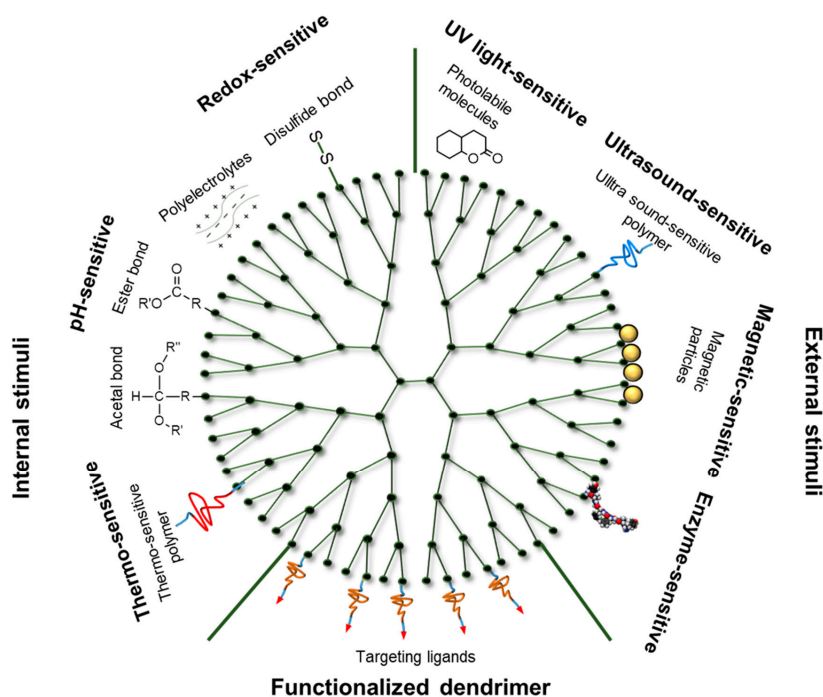 Redox-sensitive
Disulfide bond
S
S
Polyelectrolytes
pH-sensitive
Ester bond
O
C
R'O
R
Acetal bond
R"
O
H
C
R
O
R'
Internal stimuli
Thermo-sensitive
Thermo-sensitive
polymer
UV light-sensitive
Photolabile
molecules
O
O
Ultrasound-sensitive
Ulltra sound-sensitive
polymer
Magnetic-sensitive
Magnetic
particles
External stimuli
Enzyme-sensitive
Targeting ligands
Functionalized dendrimer